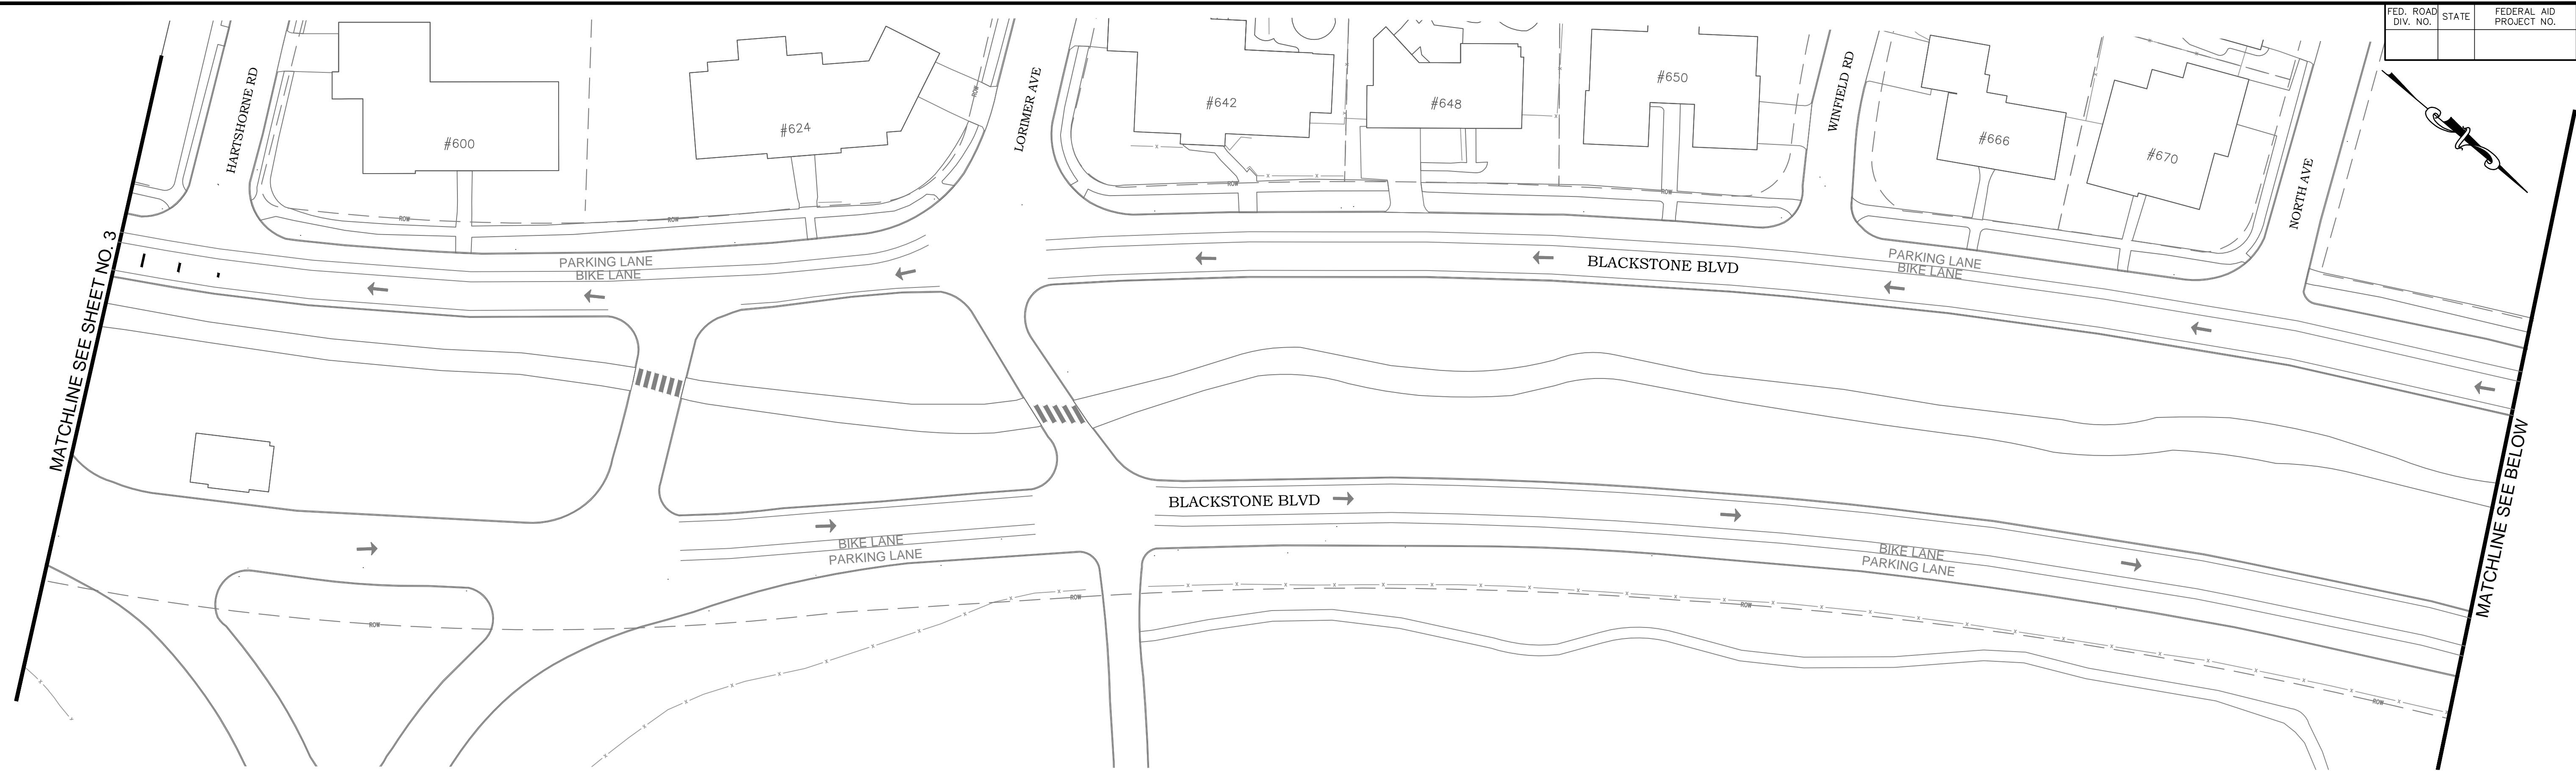 FED. ROAD
DIV. NO.
STATE
FEDERAL AID
PROJECT NO.
HARTSHORNE RD
LORIMER AVE
WINFIELD RD
NORTH AVE
#600
#624
#642
#648
#650
#666
#670
ROW
ROW
ROW
ROW
ROW
MATCHLINE SEE SHEET NO. 3
PARKING LANE
BIKE LANE
BLACKSTONE BLVD
PARKING LANE
BIKE LANE
MATCHLINE SEE BELOW
BLACKSTONE BLVD
BIKE LANE
PARKING LANE
BIKE LANE
PARKING LANE
ROW
ROW
ROW
ROW